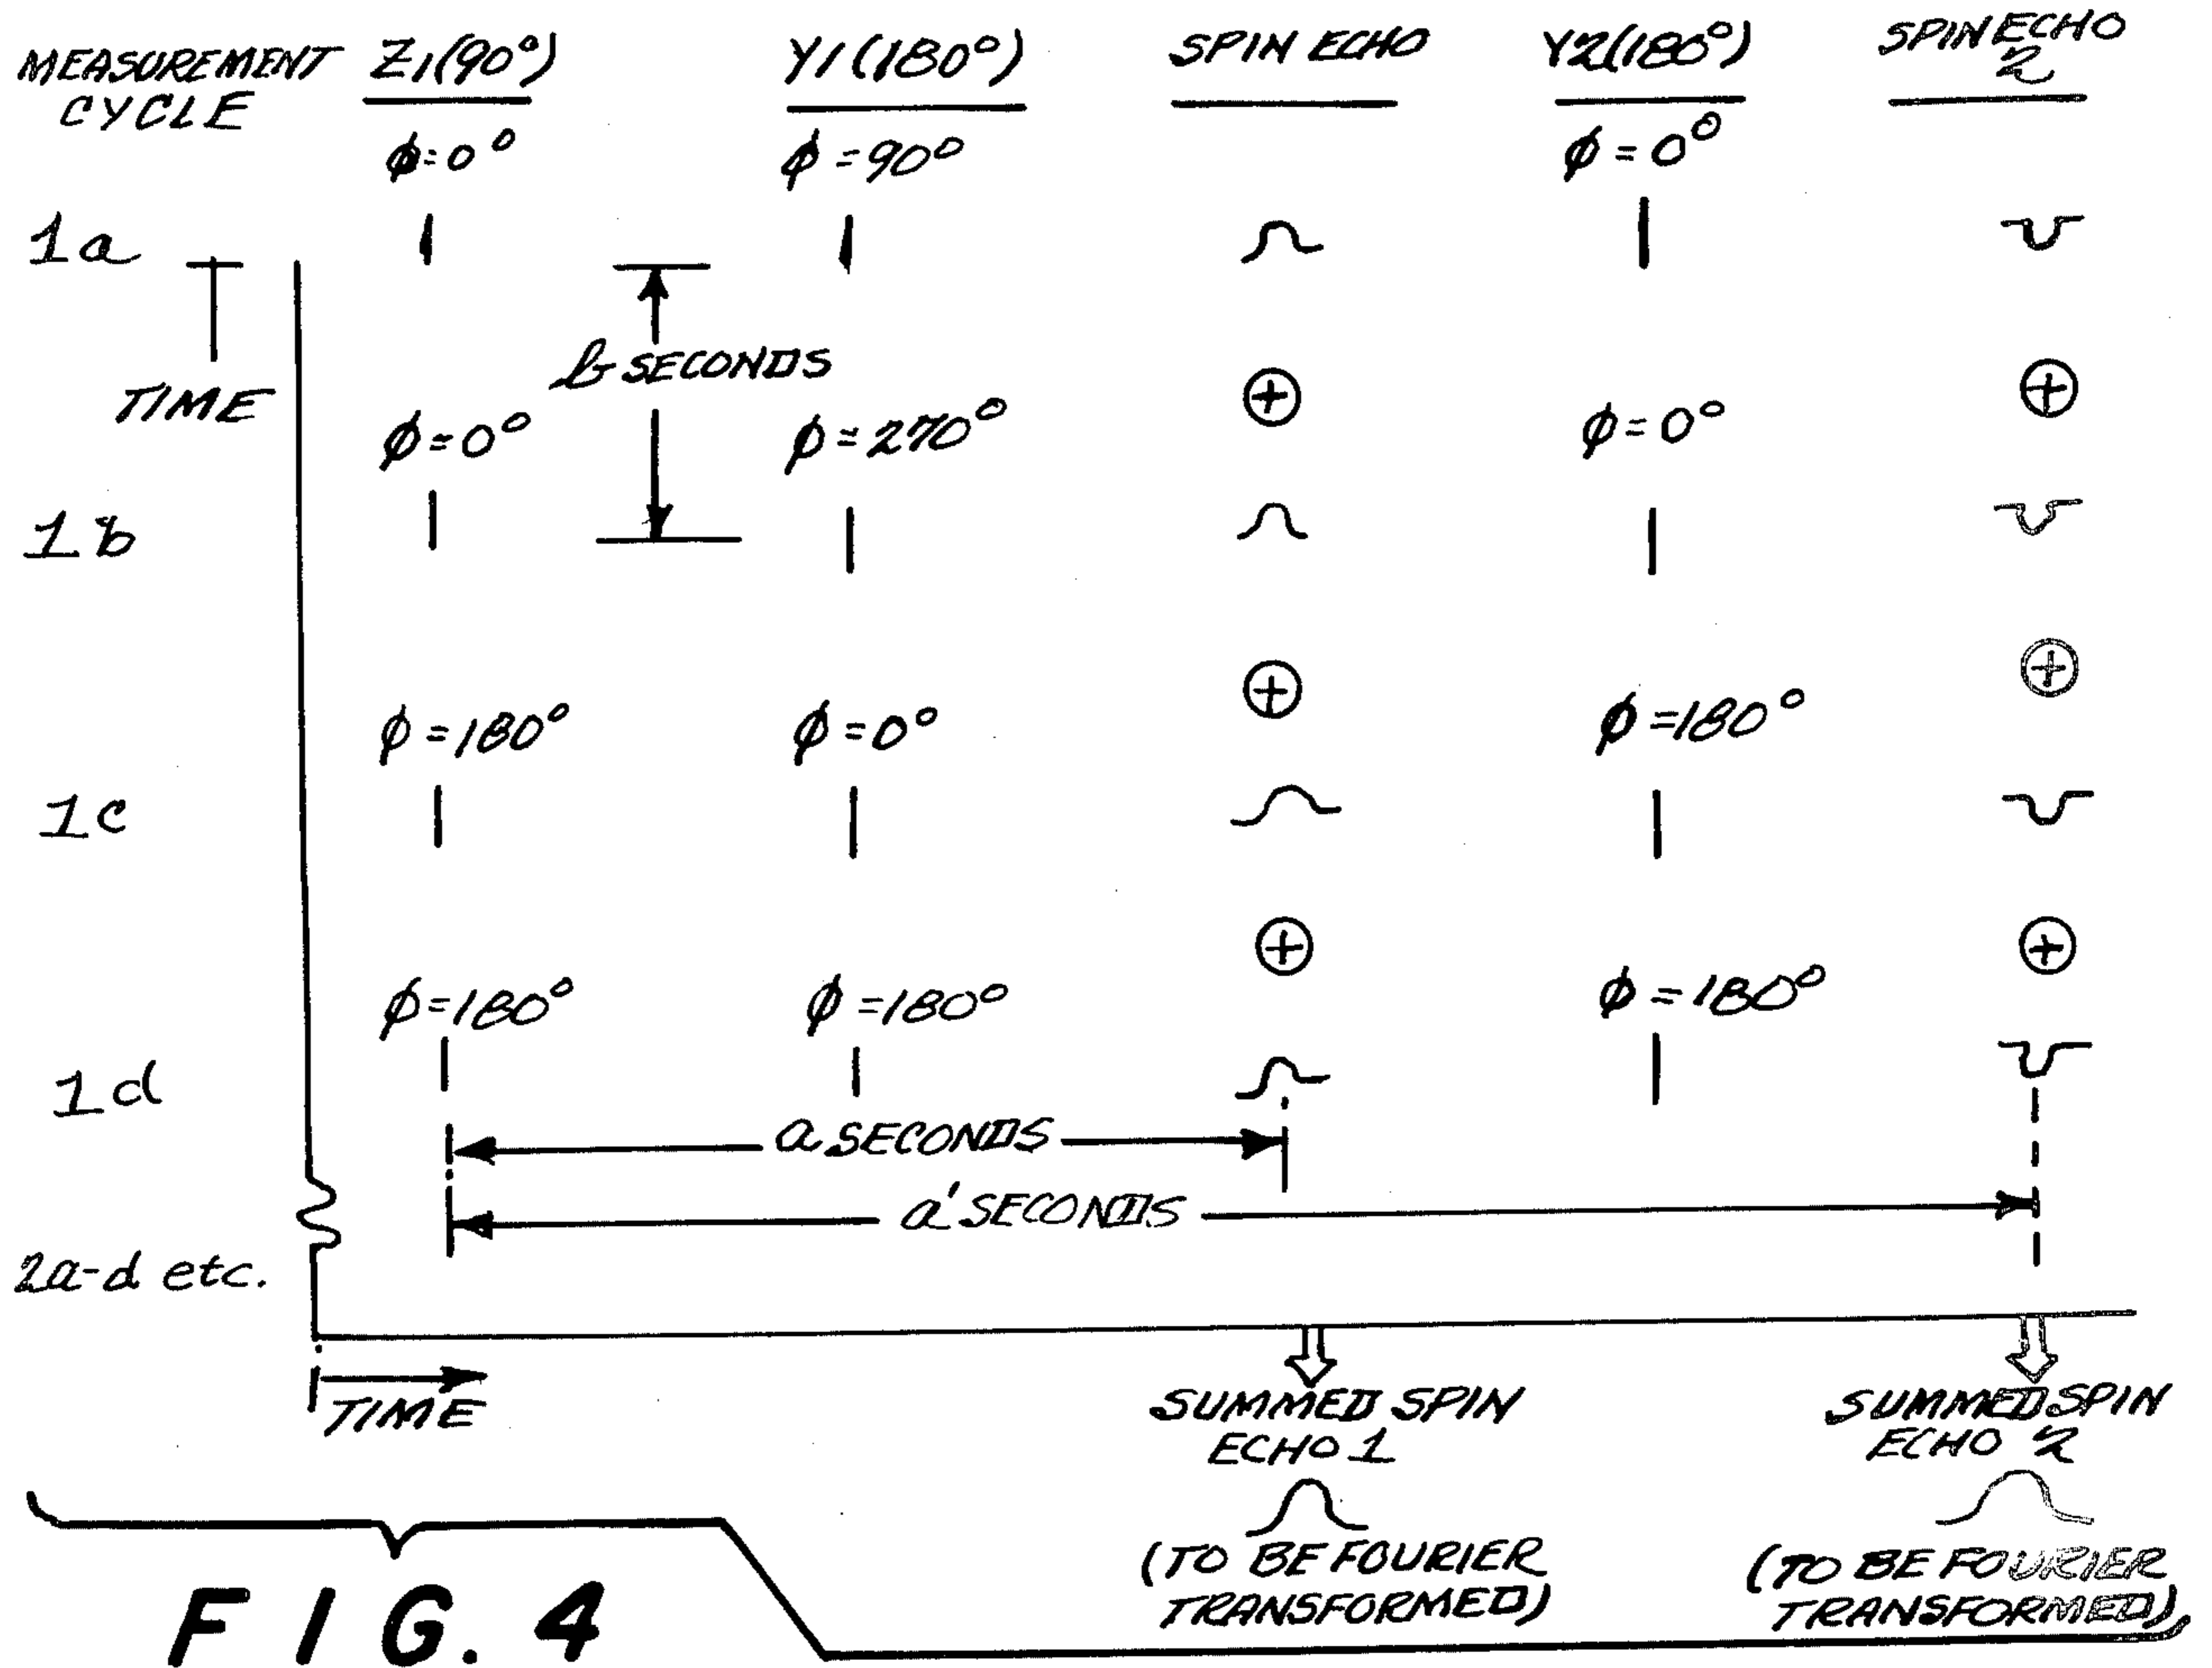 MEASUREMENT CYCLE
Z1(90°)
Y1(180°)
SPIN ECHO
Y2(180°)
SPIN ECHO 2
ϕ=0°
ϕ=90°
ϕ=0°
1a
TIME
b SECONDS
ϕ=0°
ϕ=270°
ϕ=0°
1b
ϕ=180°
ϕ=0°
ϕ=180°
1c
ϕ=180°
ϕ=180°
ϕ=180°
1d
a SECONDS
a' SECONDS
2a-d etc.
TIME
SUMMED SPIN
ECHO 1
(TO BE FOURIER
TRANSFORMED)
SUMMED SPIN
ECHO 2
(TO BE FOURIER
TRANSFORMED)
FIG. 4